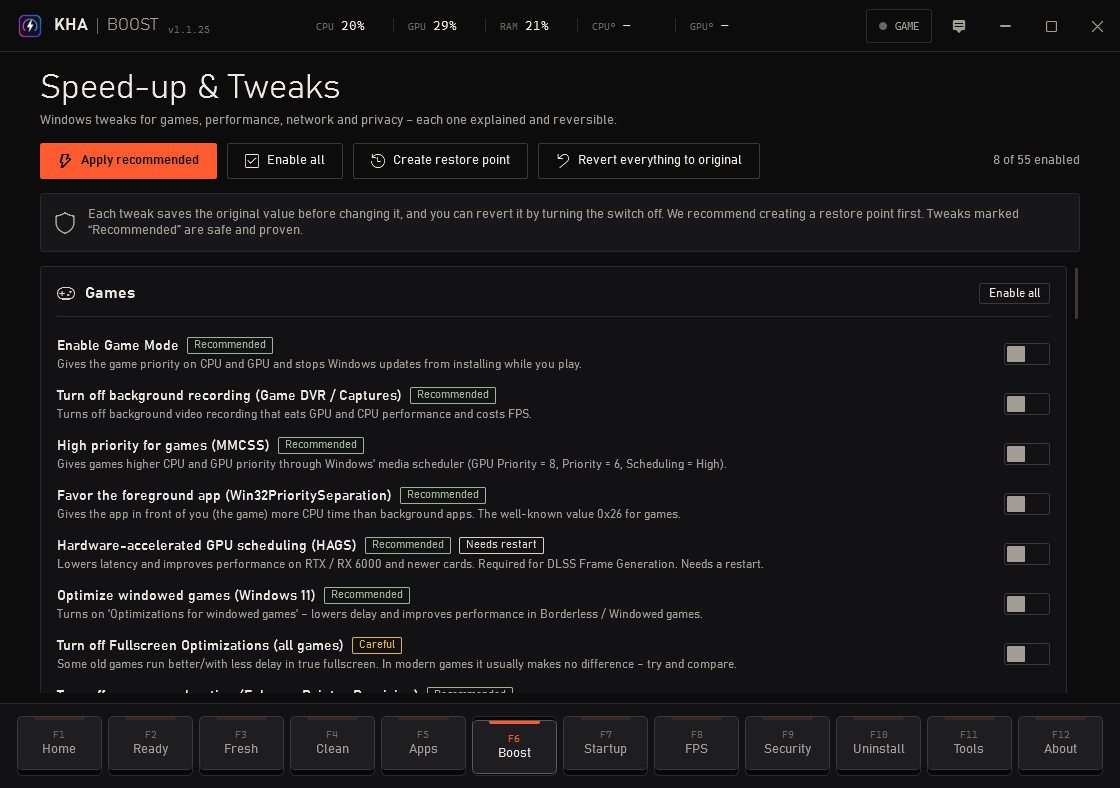 KHA | BOOST v1.1.25
CPU 20%
GPU 29%
RAM 21%
CPU° —
GPU° —
GAME
Speed-up & Tweaks
Windows tweaks for games, performance, network and privacy – each one explained and reversible.
Apply recommended
Enable all
Create restore point
Revert everything to original
8 of 55 enabled
Each tweak saves the original value before changing it, and you can revert it by turning the switch off. We recommend creating a restore point first. Tweaks marked
“Recommended” are safe and proven.
Games
Enable all
Enable Game Mode Recommended
Gives the game priority on CPU and GPU and stops Windows updates from installing while you play.
Turn off background recording (Game DVR / Captures) Recommended
Turns off background video recording that eats GPU and CPU performance and costs FPS.
High priority for games (MMCSS) Recommended
Gives games higher CPU and GPU priority through Windows' media scheduler (GPU Priority = 8, Priority = 6, Scheduling = High).
Favor the foreground app (Win32PrioritySeparation) Recommended
Gives the app in front of you (the game) more CPU time than background apps. The well-known value 0x26 for games.
Hardware-accelerated GPU scheduling (HAGS) Recommended Needs restart
Lowers latency and improves performance on RTX / RX 6000 and newer cards. Required for DLSS Frame Generation. Needs a restart.
Optimize windowed games (Windows 11) Recommended
Turns on 'Optimizations for windowed games' – lowers delay and improves performance in Borderless / Windowed games.
Turn off Fullscreen Optimizations (all games) Careful
Some old games run better/with less delay in true fullscreen. In modern games it usually makes no difference – try and compare.
F1 Home
F2 Ready
F3 Fresh
F4 Clean
F5 Apps
F6 Boost
F7 Startup
F8 FPS
F9 Security
F10 Uninstall
F11 Tools
F12 About